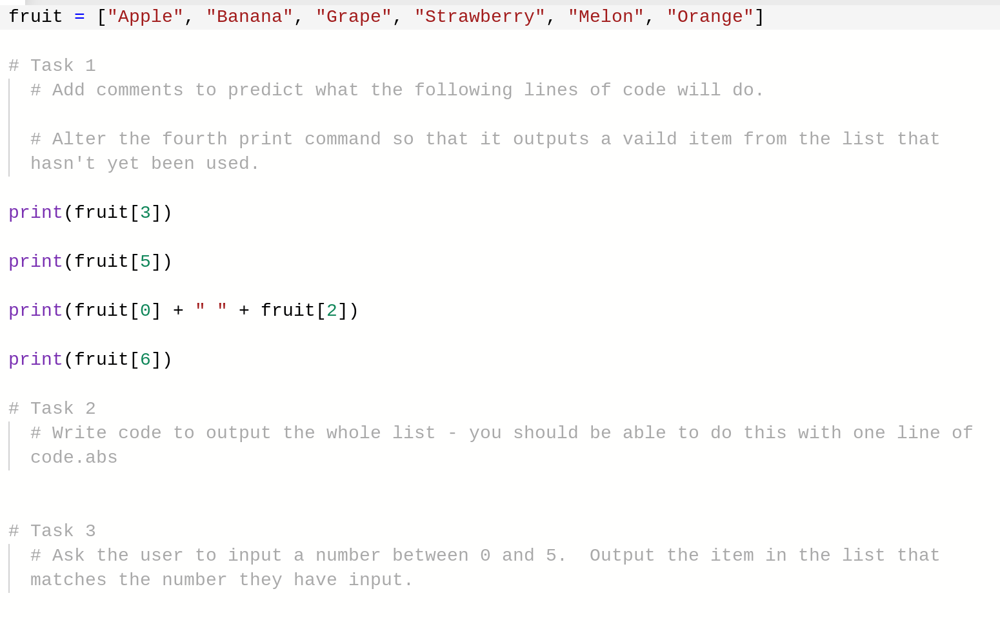 fruit = ["Apple", "Banana", "Grape", "Strawberry", "Melon", "Orange"]
# Task 1
# Add comments to predict what the following lines of code will do.
# Alter the fourth print command so that it outputs a vaild item from the list that
hasn't yet been used.
print(fruit[3])
print(fruit[5])
print(fruit[0] + " " + fruit[2])
print(fruit[6])
# Task 2
# Write code to output the whole list - you should be able to do this with one line of
code.abs
# Task 3
# Ask the user to input a number between 0 and 5.  Output the item in the list that
matches the number they have input.